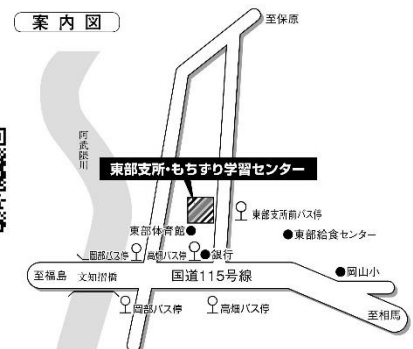 案内図
至保原
阿武隈川
東部支所・もちずり学習センター
東部支所前バス停
東部体育館
東部給食センター
岡部バス停
高畑バス停
銀行
岡山小
至福島
文知摺橋
国道115号線
至相馬
岡部バス停
高畑バス停